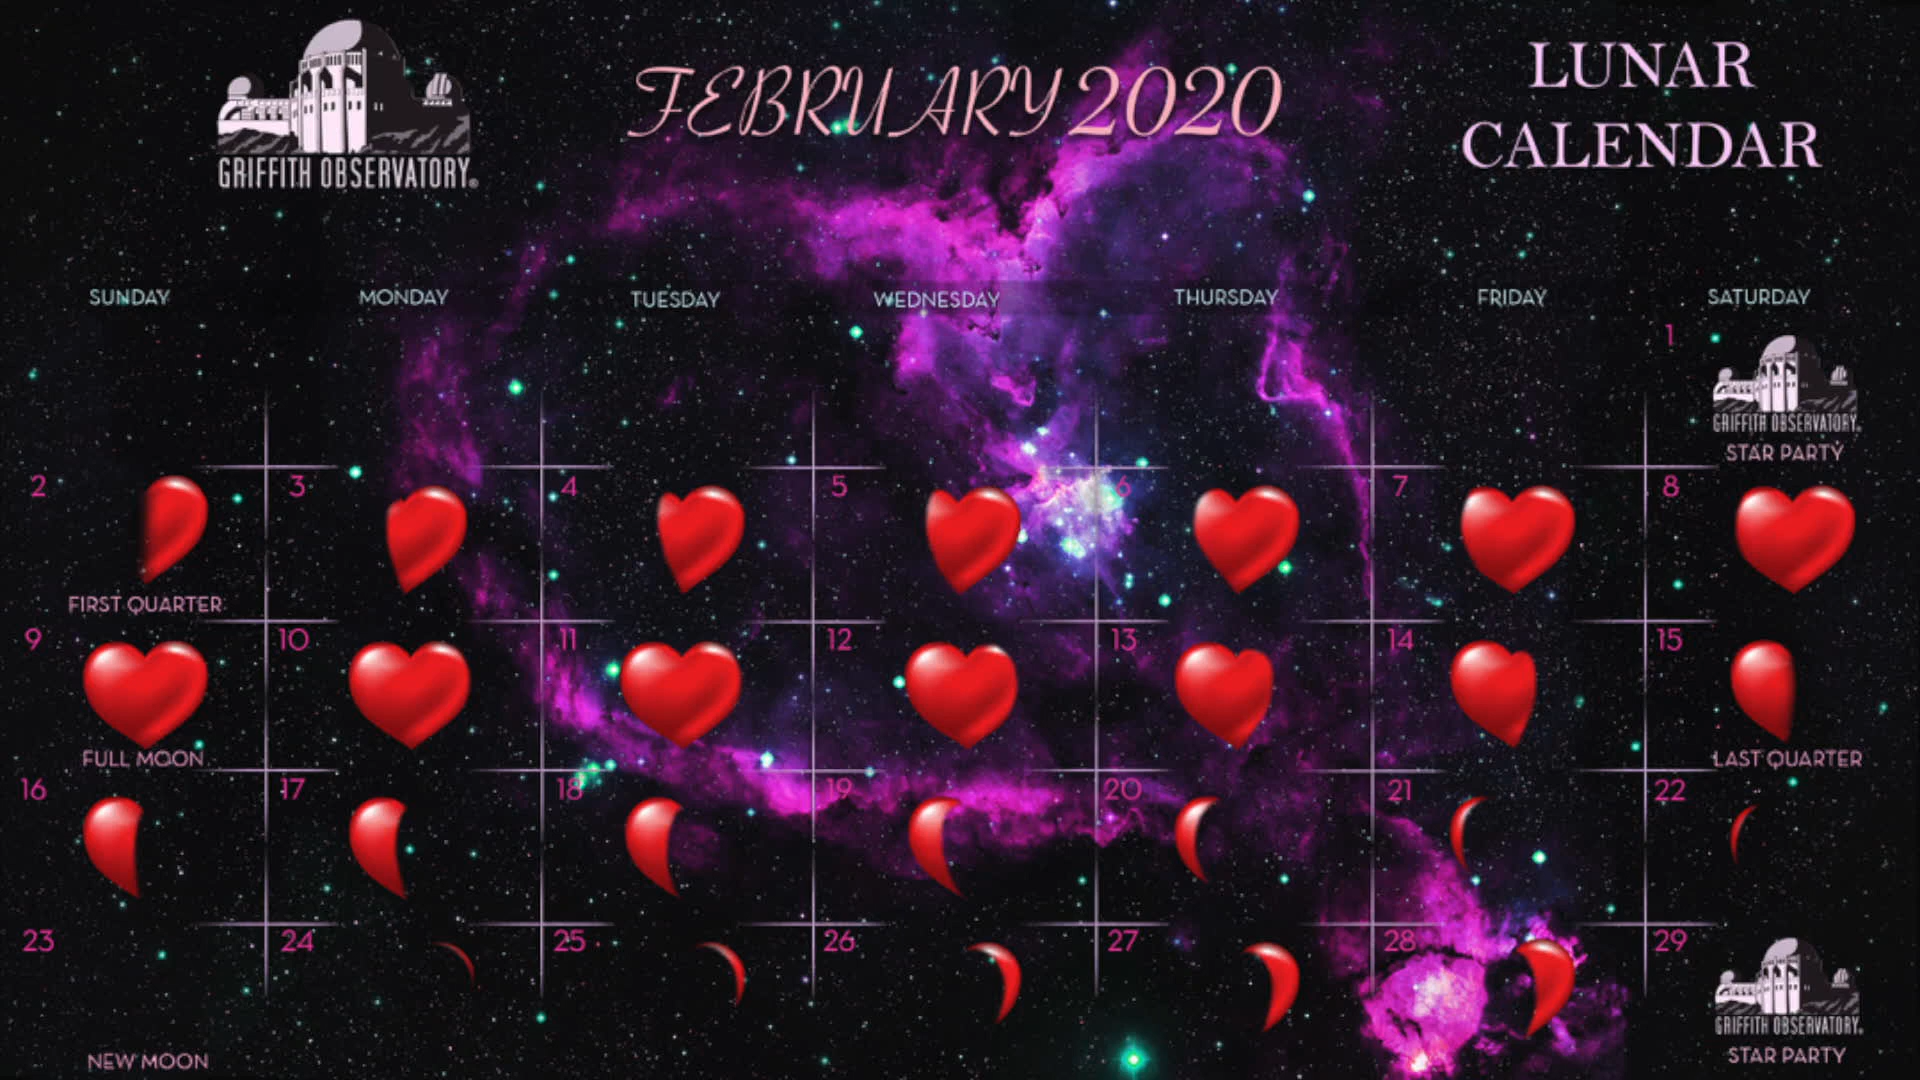 GRIFFITH OBSERVATORY®
FEBRUARY 2020
LUNAR
CALENDAR
SUNDAY MONDAY TUESDAY WEDNESDAY THURSDAY FRIDAY SATURDAY
1
GRIFFITH OBSERVATORY®
STAR PARTY
2 3 4 5 6 7 8
FIRST QUARTER
9 10 11 12 13 14 15
FULL MOON LAST QUARTER
16 17 18 19 20 21 22
23 24 25 26 27 28 29
GRIFFITH OBSERVATORY®
NEW MOON STAR PARTY